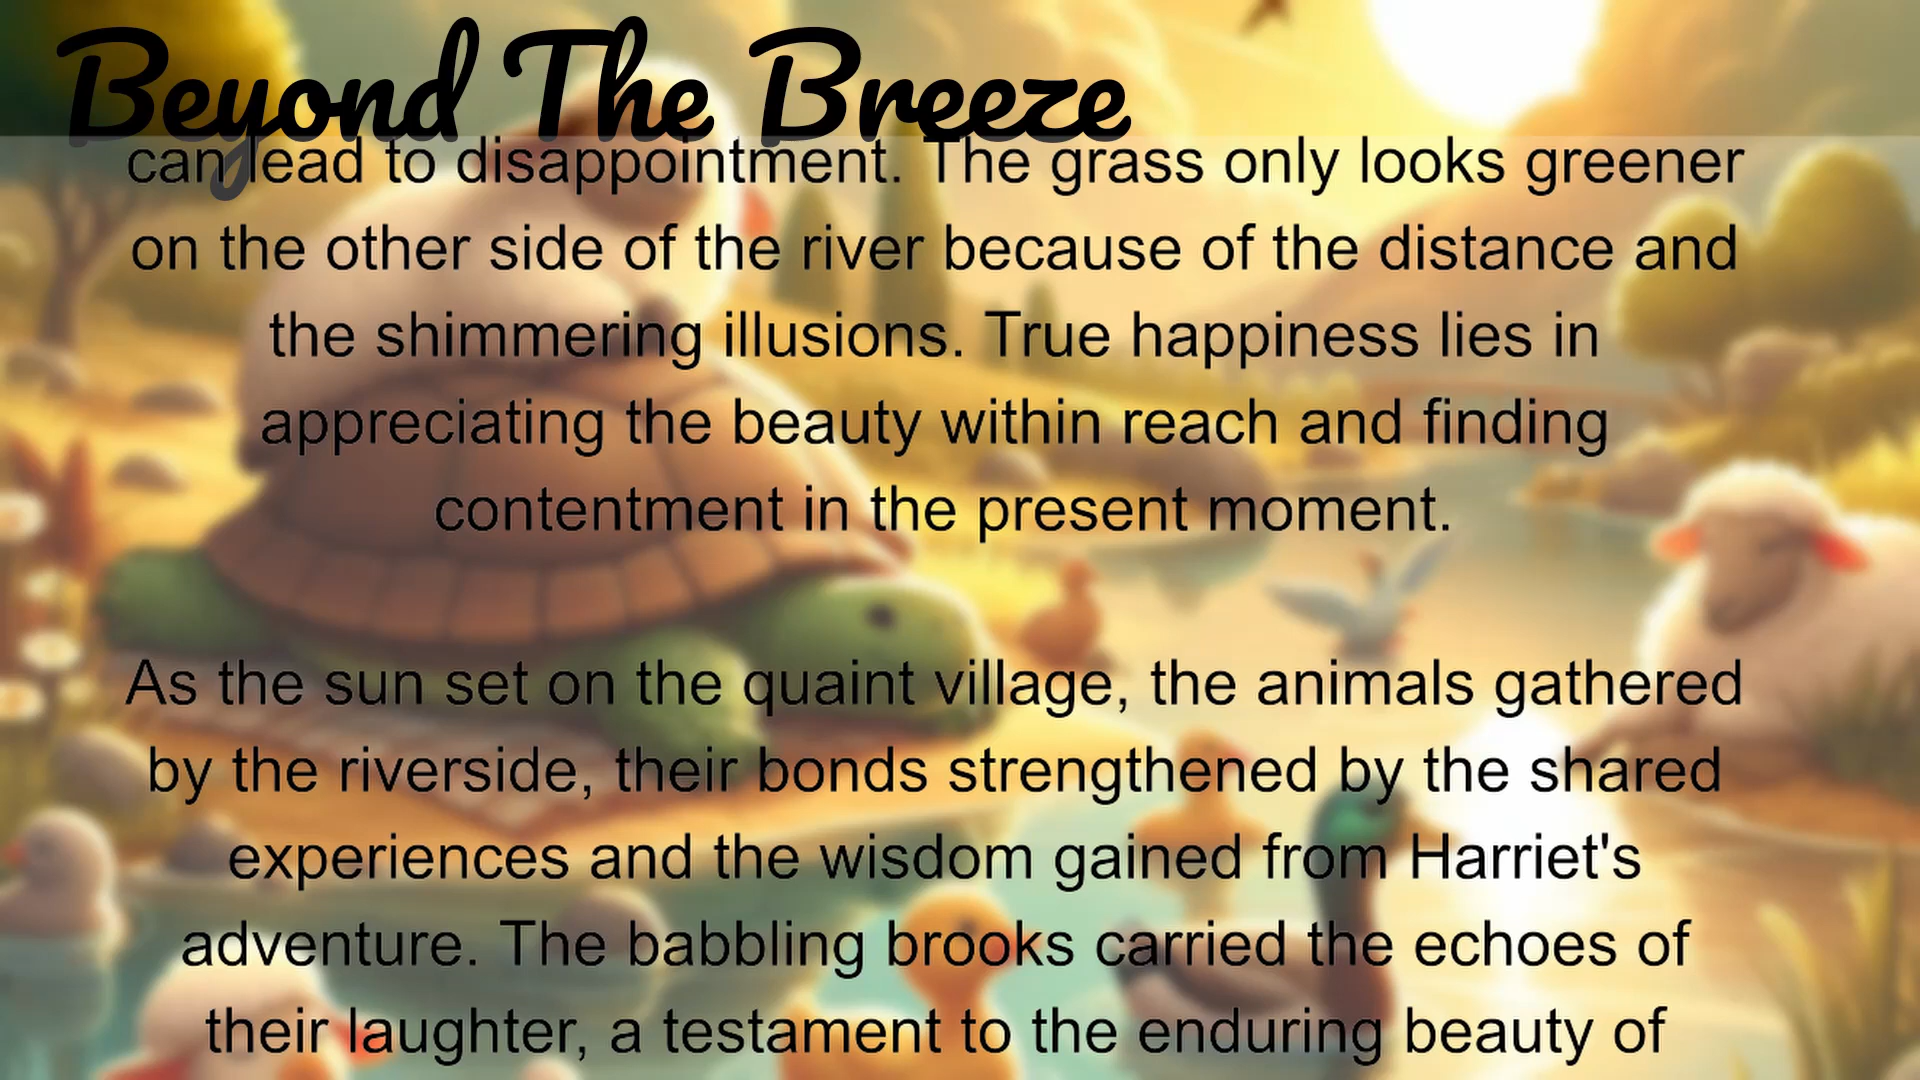 Beyond The Breeze
can lead to disappointment. The grass only looks greener
on the other side of the river because of the distance and
the shimmering illusions. True happiness lies in
appreciating the beauty within reach and finding
contentment in the present moment.
As the sun set on the quaint village, the animals gathered
by the riverside, their bonds strengthened by the shared
experiences and the wisdom gained from Harriet's
adventure. The babbling brooks carried the echoes of
their laughter, a testament to the enduring beauty of